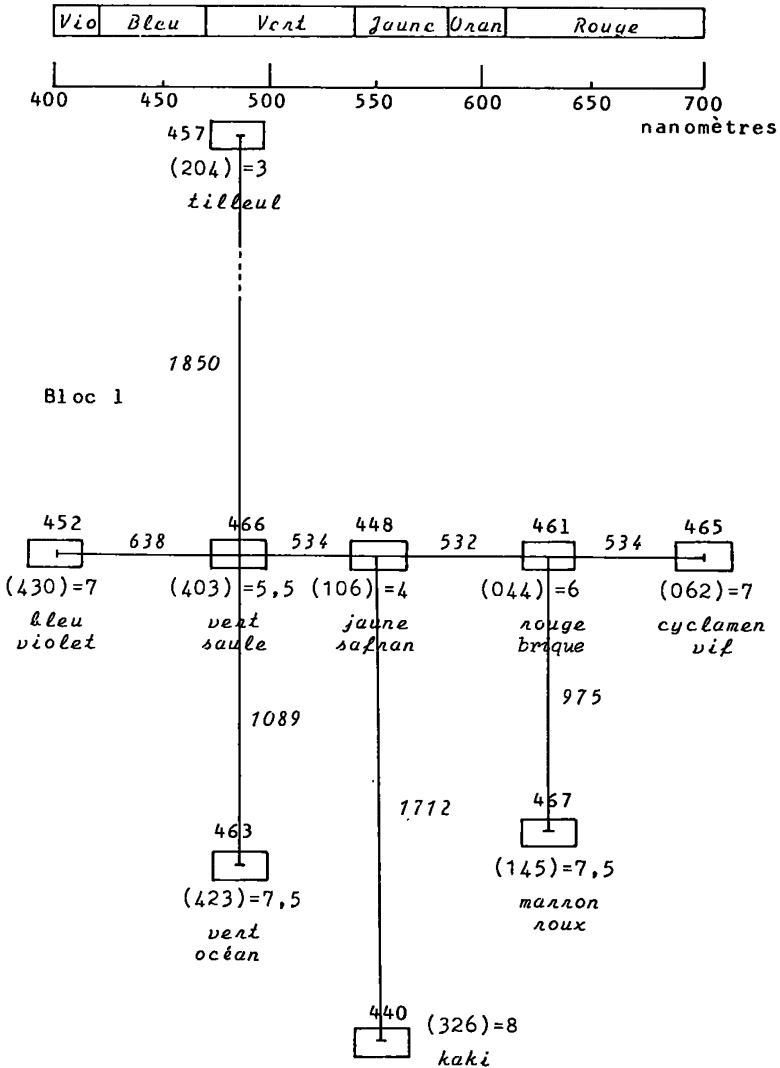 Vio Bleu Vert Jaune Oran Rouge
400 450 500 550 600 650 700
nanomètres
457
(204) =3
tilleul
1850
Bloc 1
452 466 448 461 465
638 534 532 534
(430)=7 (403)=5,5 (106)=4 (044)=6 (062)=7
bleu vert jaune rouge cyclamen
violet saule safran brique vif
975
1089
1712
467
463
(145)=7,5
(423)=7,5
marron
roux
vert
océan
440
(326)=8
kaki